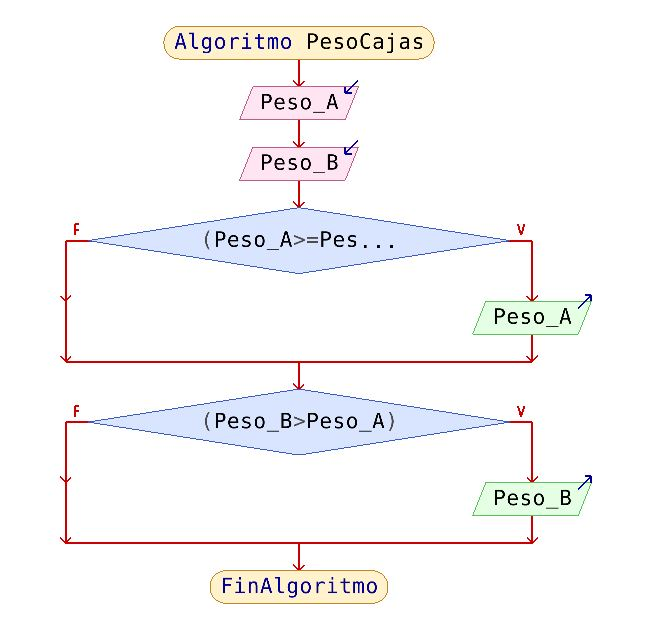 Algoritmo PesoCajas
Peso_A
Peso_B
F
(Peso_A>=Pes...
V
Peso_A
F
(Peso_B>Peso_A)
V
Peso_B
FinAlgoritmo